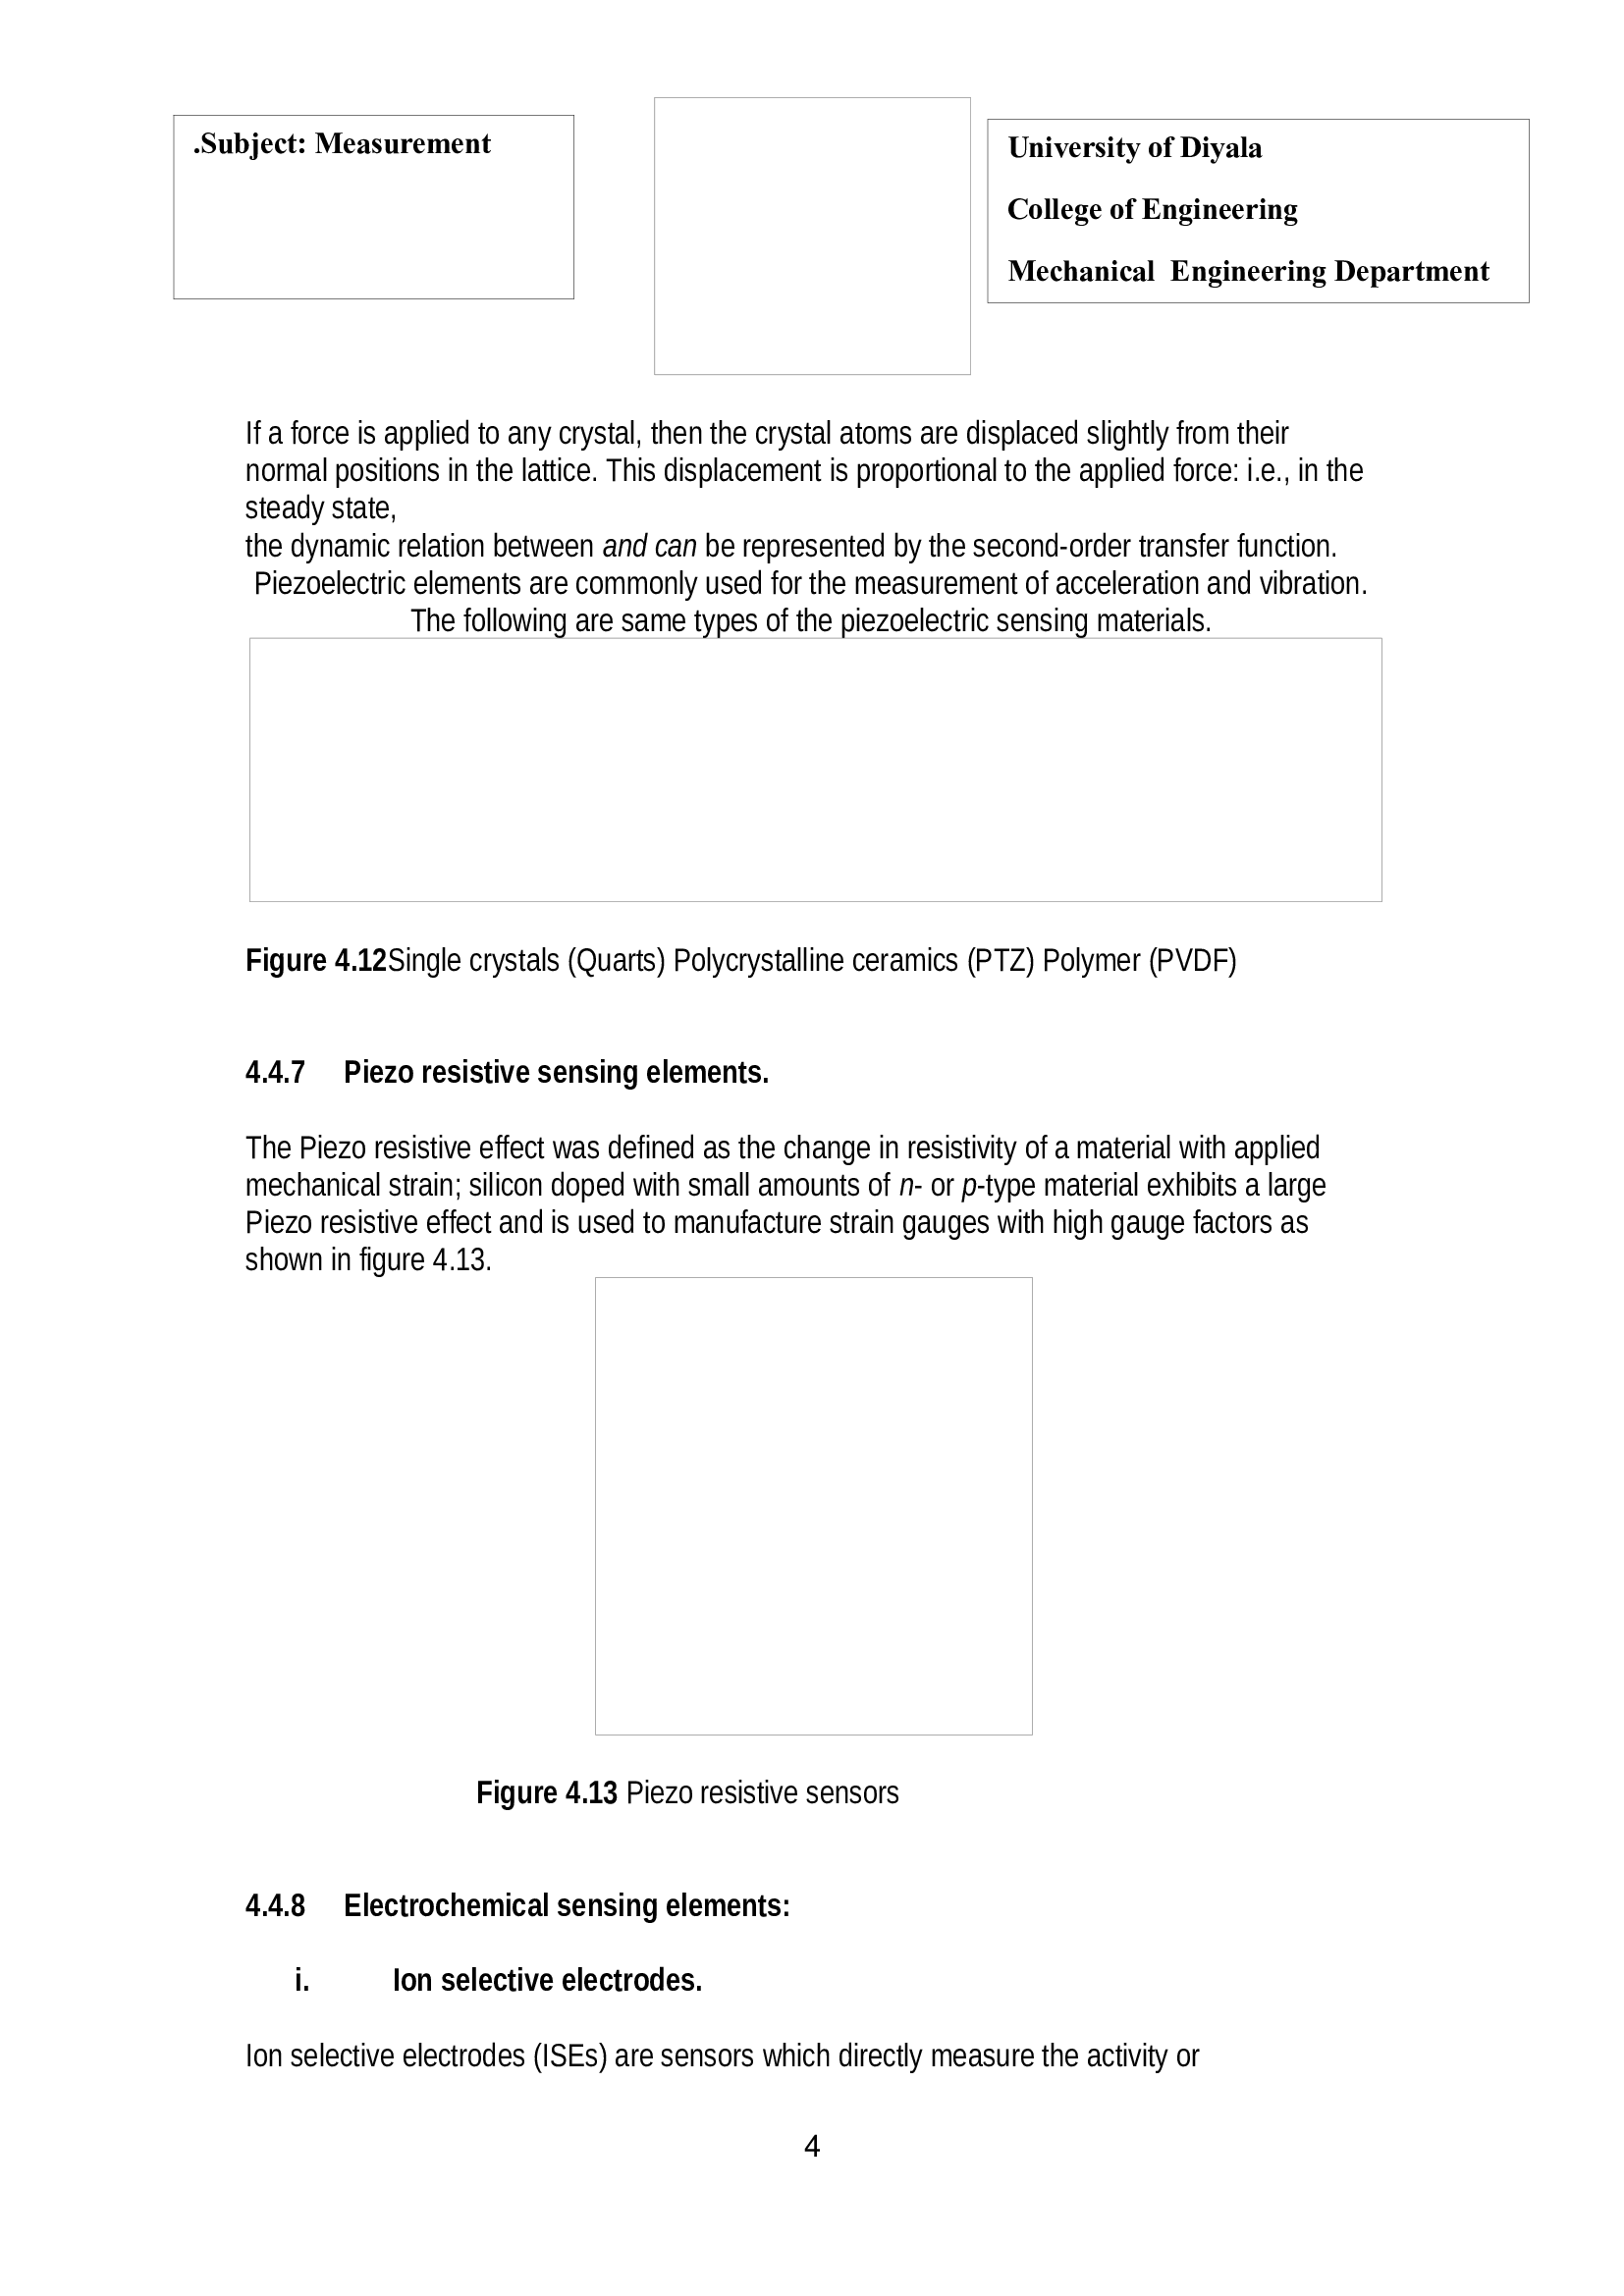 .Subject: Measurement
University of Diyala
College of Engineering
Mechanical  Engineering Department
If a force is applied to any crystal, then the crystal atoms are displaced slightly from their
normal positions in the lattice. This displacement is proportional to the applied force: i.e., in the
steady state,
the dynamic relation between and can be represented by the second-order transfer function.
Piezoelectric elements are commonly used for the measurement of acceleration and vibration.
The following are same types of the piezoelectric sensing materials.
Figure 4.12Single crystals (Quarts) Polycrystalline ceramics (PTZ) Polymer (PVDF)
4.4.7 Piezo resistive sensing elements.
The Piezo resistive effect was defined as the change in resistivity of a material with applied
mechanical strain; silicon doped with small amounts of n- or p-type material exhibits a large
Piezo resistive effect and is used to manufacture strain gauges with high gauge factors as
shown in figure 4.13.
Figure 4.13 Piezo resistive sensors
4.4.8 Electrochemical sensing elements:
i. Ion selective electrodes.
Ion selective electrodes (ISEs) are sensors which directly measure the activity or
4